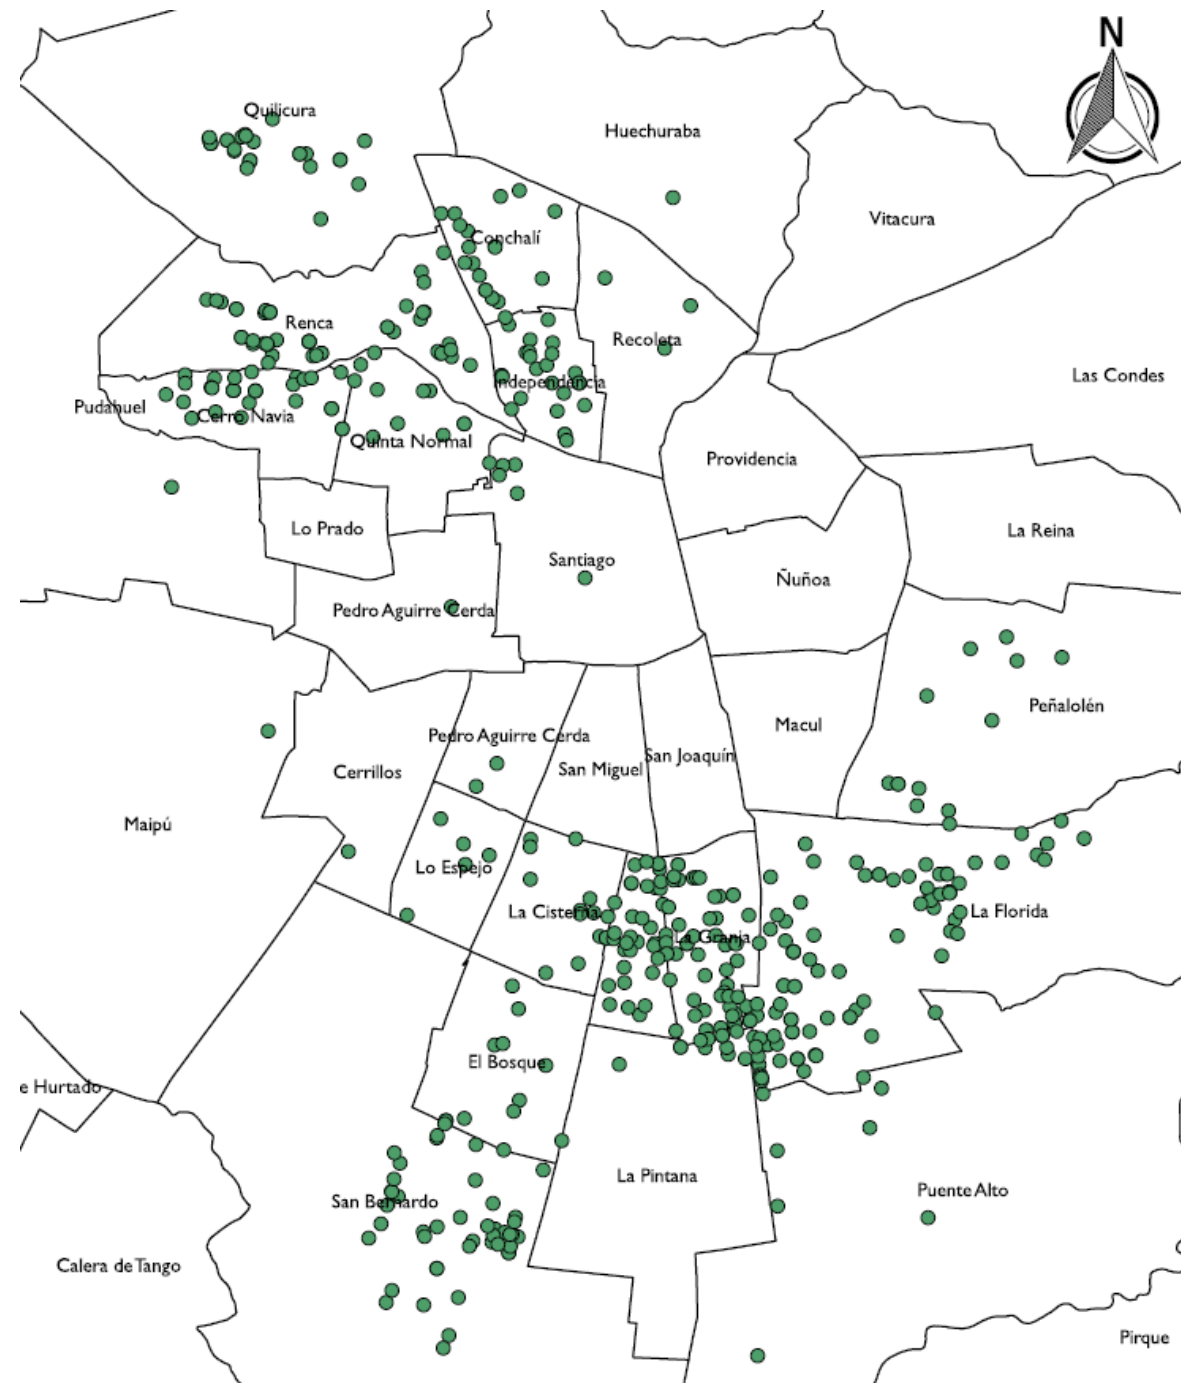 N
Quilicura
Huechuraba
Vitacura
Conchalí
Renca
Recoleta
Las Condes
Independencia
Pudahuel
Cerro Navia
Quinta Normal
Providencia
Lo Prado
La Reina
Santiago
Ñuñoa
Pedro Aguirre Cerda
Peñalolén
Macul
Pedro Aguirre Cerda
San Joaquín
San Miguel
Cerrillos
Maipú
Lo Espejo
La Cisterna
La Florida
La Granja
El Bosque
e Hurtado
La Pintana
Puente Alto
San Bernardo
Calera de Tango
Pirque